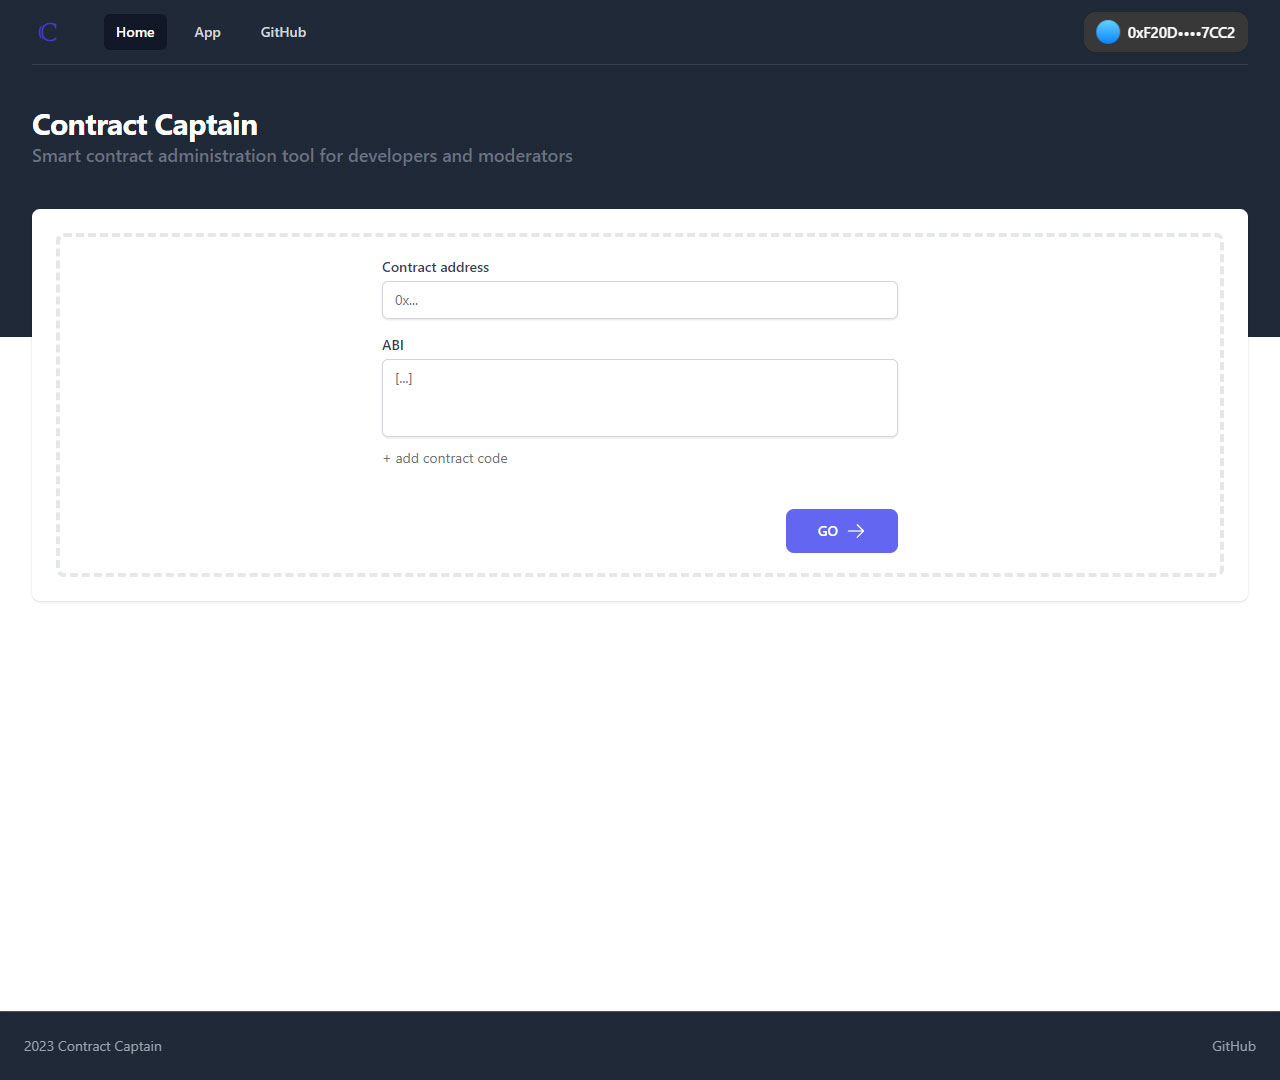 ℂ
Home
App
GitHub
0xF20D••••7CC2
Contract Captain
Smart contract administration tool for developers and moderators
Contract address
0x...
ABI
[...]
+ add contract code
GO
2023 Contract Captain
GitHub